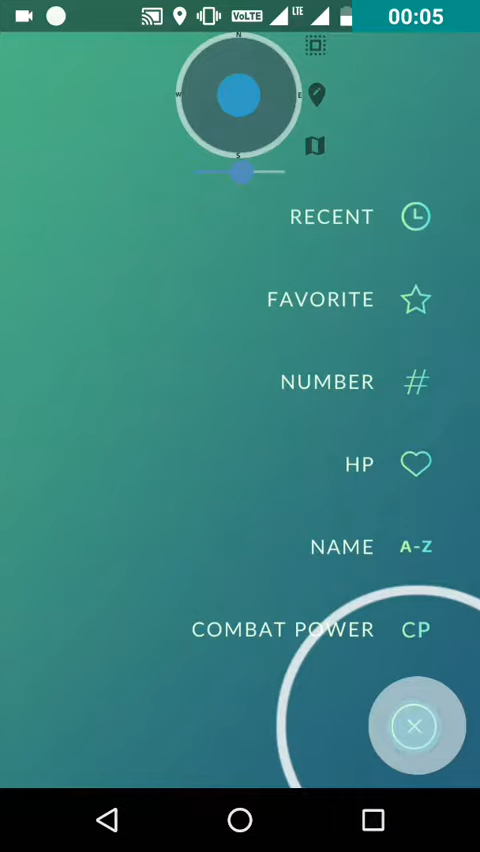 VoLTE LTE 00:05
N
W E
S
RECENT
FAVORITE
NUMBER #
HP
NAME A-Z
COMBAT POWER CP